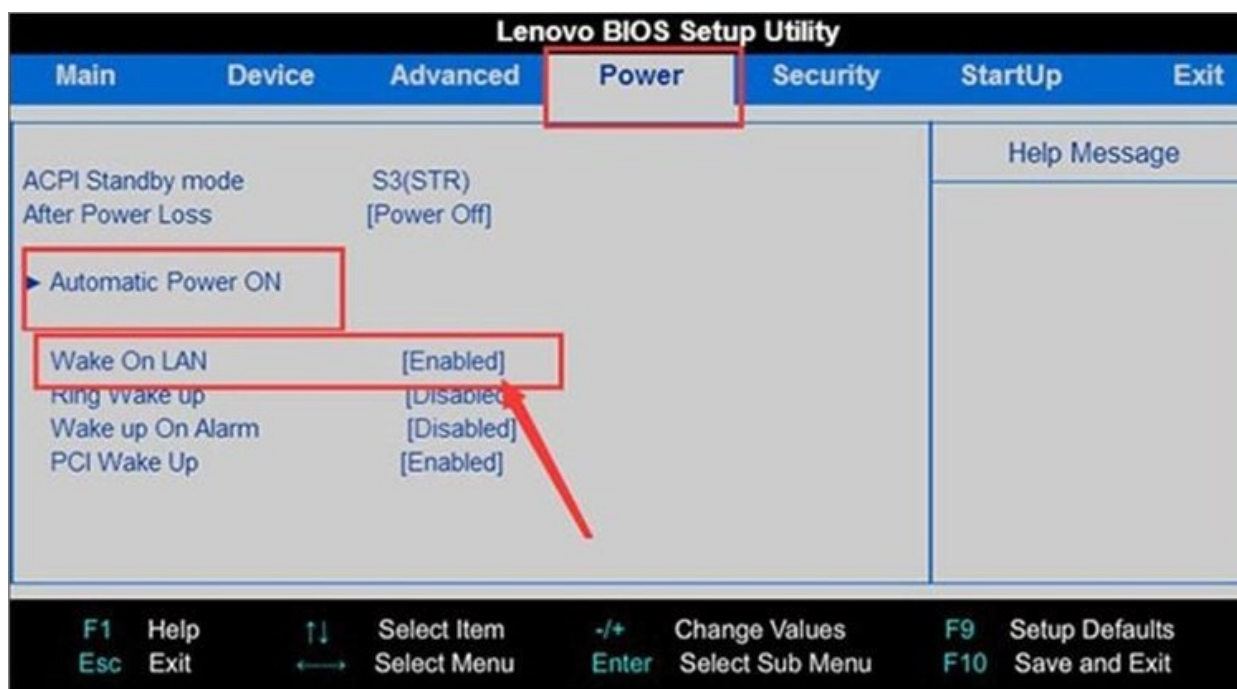 Lenovo BIOS Setup Utility
Main Device Advanced Power Security StartUp Exit
Help Message
ACPI Standby mode S3(STR)
After Power Loss [Power Off]
► Automatic Power ON
Wake On LAN [Enabled]
Ring Wake up [Disabled]
Wake up On Alarm [Disabled]
PCI Wake Up [Enabled]
F1 Help ↑↓ Select Item -/+ Change Values F9 Setup Defaults
Esc Exit ←→ Select Menu Enter Select Sub Menu F10 Save and Exit